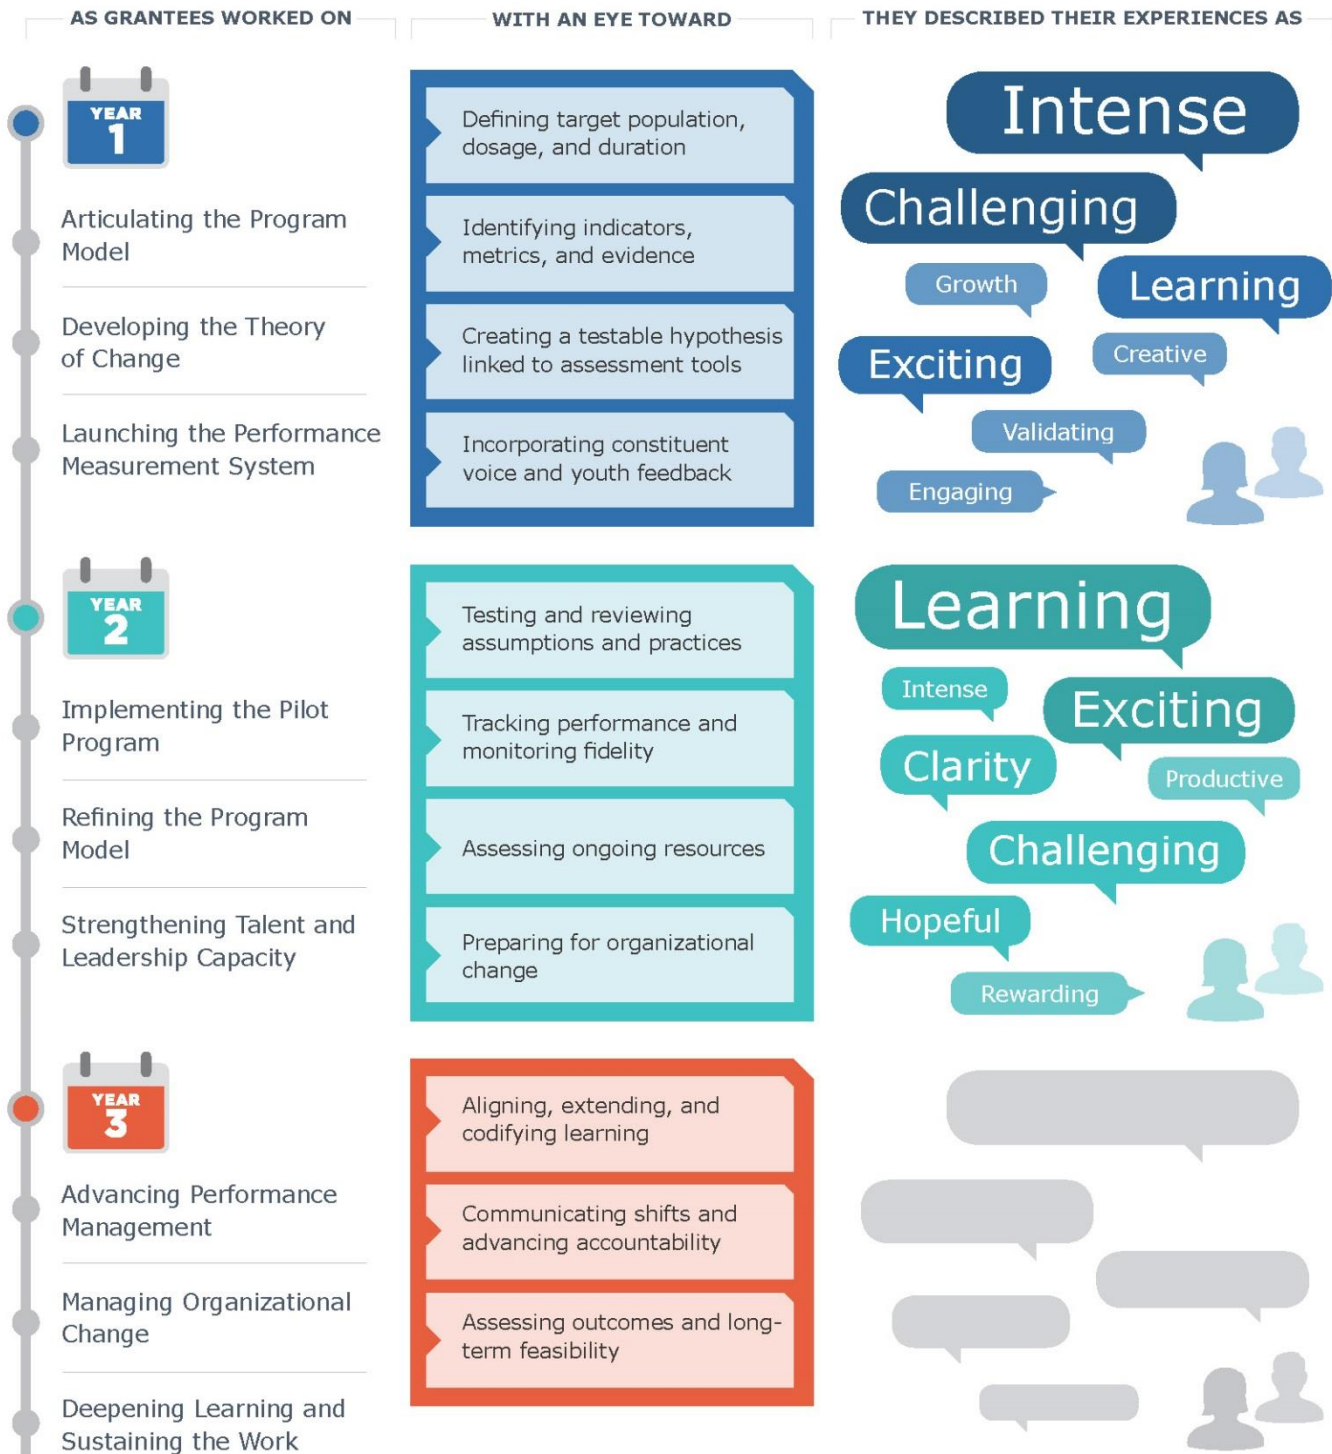 AS GRANTEES WORKED ON
WITH AN EYE TOWARD
THEY DESCRIBED THEIR EXPERIENCES AS
YEAR
1
Articulating the Program
Model
Developing the Theory
of Change
Launching the Performance
Measurement System
Defining target population,
dosage, and duration
Identifying indicators,
metrics, and evidence
Creating a testable hypothesis
linked to assessment tools
Incorporating constituent
voice and youth feedback
Intense
Challenging
Growth
Learning
Exciting
Creative
Validating
Engaging
YEAR
2
Implementing the Pilot
Program
Refining the Program
Model
Strengthening Talent and
Leadership Capacity
Testing and reviewing
assumptions and practices
Tracking performance and
monitoring fidelity
Assessing ongoing resources
Preparing for organizational
change
Learning
Intense
Exciting
Clarity
Productive
Challenging
Hopeful
Rewarding
YEAR
3
Advancing Performance
Management
Managing Organizational
Change
Deepening Learning and
Sustaining the Work
Aligning, extending, and
codifying learning
Communicating shifts and
advancing accountability
Assessing outcomes and long-
term feasibility